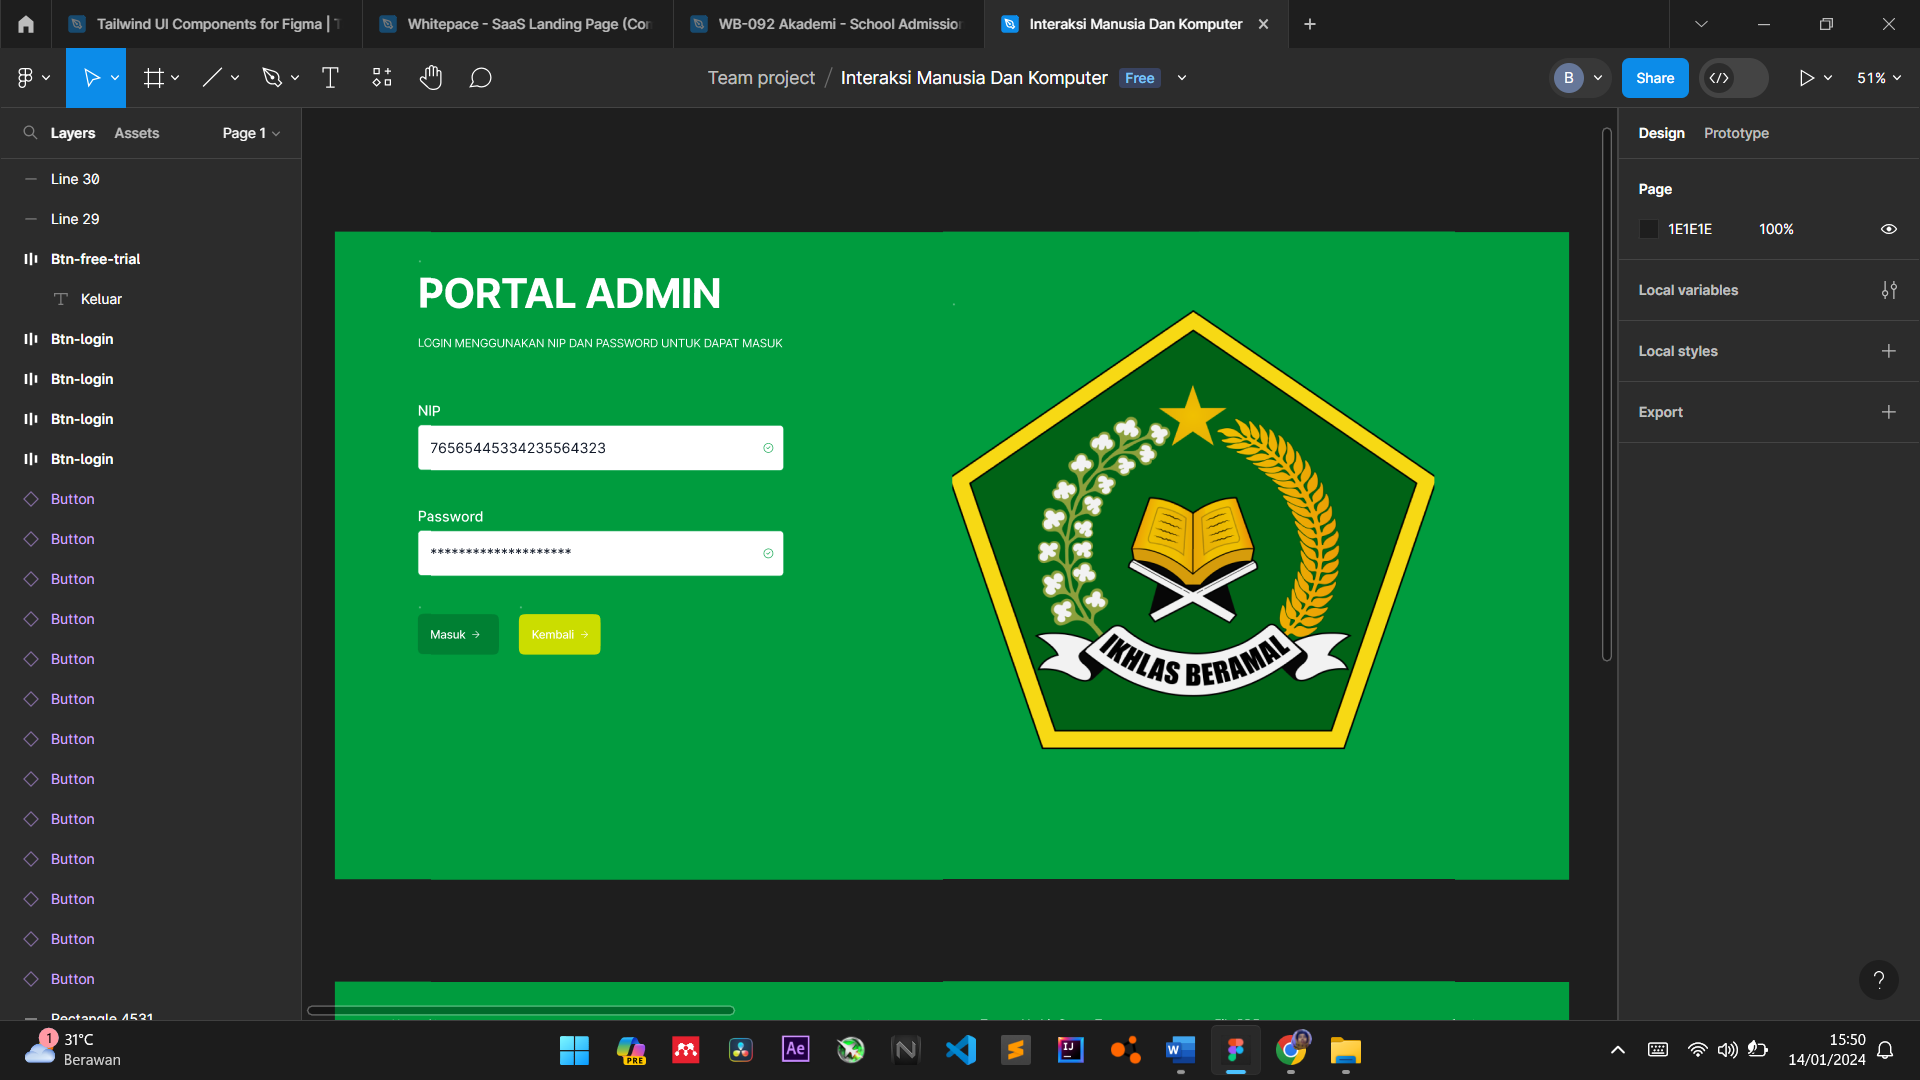 Tailwind UI Components for Figma |
Whitepace - SaaS Landing Page (Co
WB-092 Akademi - School Admissio
Interaksi Manusia Dan Komputer
Team project / Interaksi Manusia Dan Komputer Free
B
Share
51%
Layers
Assets
Page 1
Line 30
Line 29
Btn-free-trial
Keluar
Btn-login
Btn-login
Btn-login
Btn-login
Button
Button
Button
Button
Button
Button
Button
Button
Button
Button
Button
Button
Button
Rectangle 4531
PORTAL ADMIN
LOGIN MENGGUNAKAN NIP DAN PASSWORD UNTUK DAPAT MASUK
NIP
76565445334235564323
Password
********************
Masuk →
Kembali →
IKHLAS BERAMAL
Design
Prototype
Page
1E1E1E
100%
Local variables
Local styles
Export
?
1
31°C
Berawan
PRE
Ae
N
IJ
W
15:50
14/01/2024